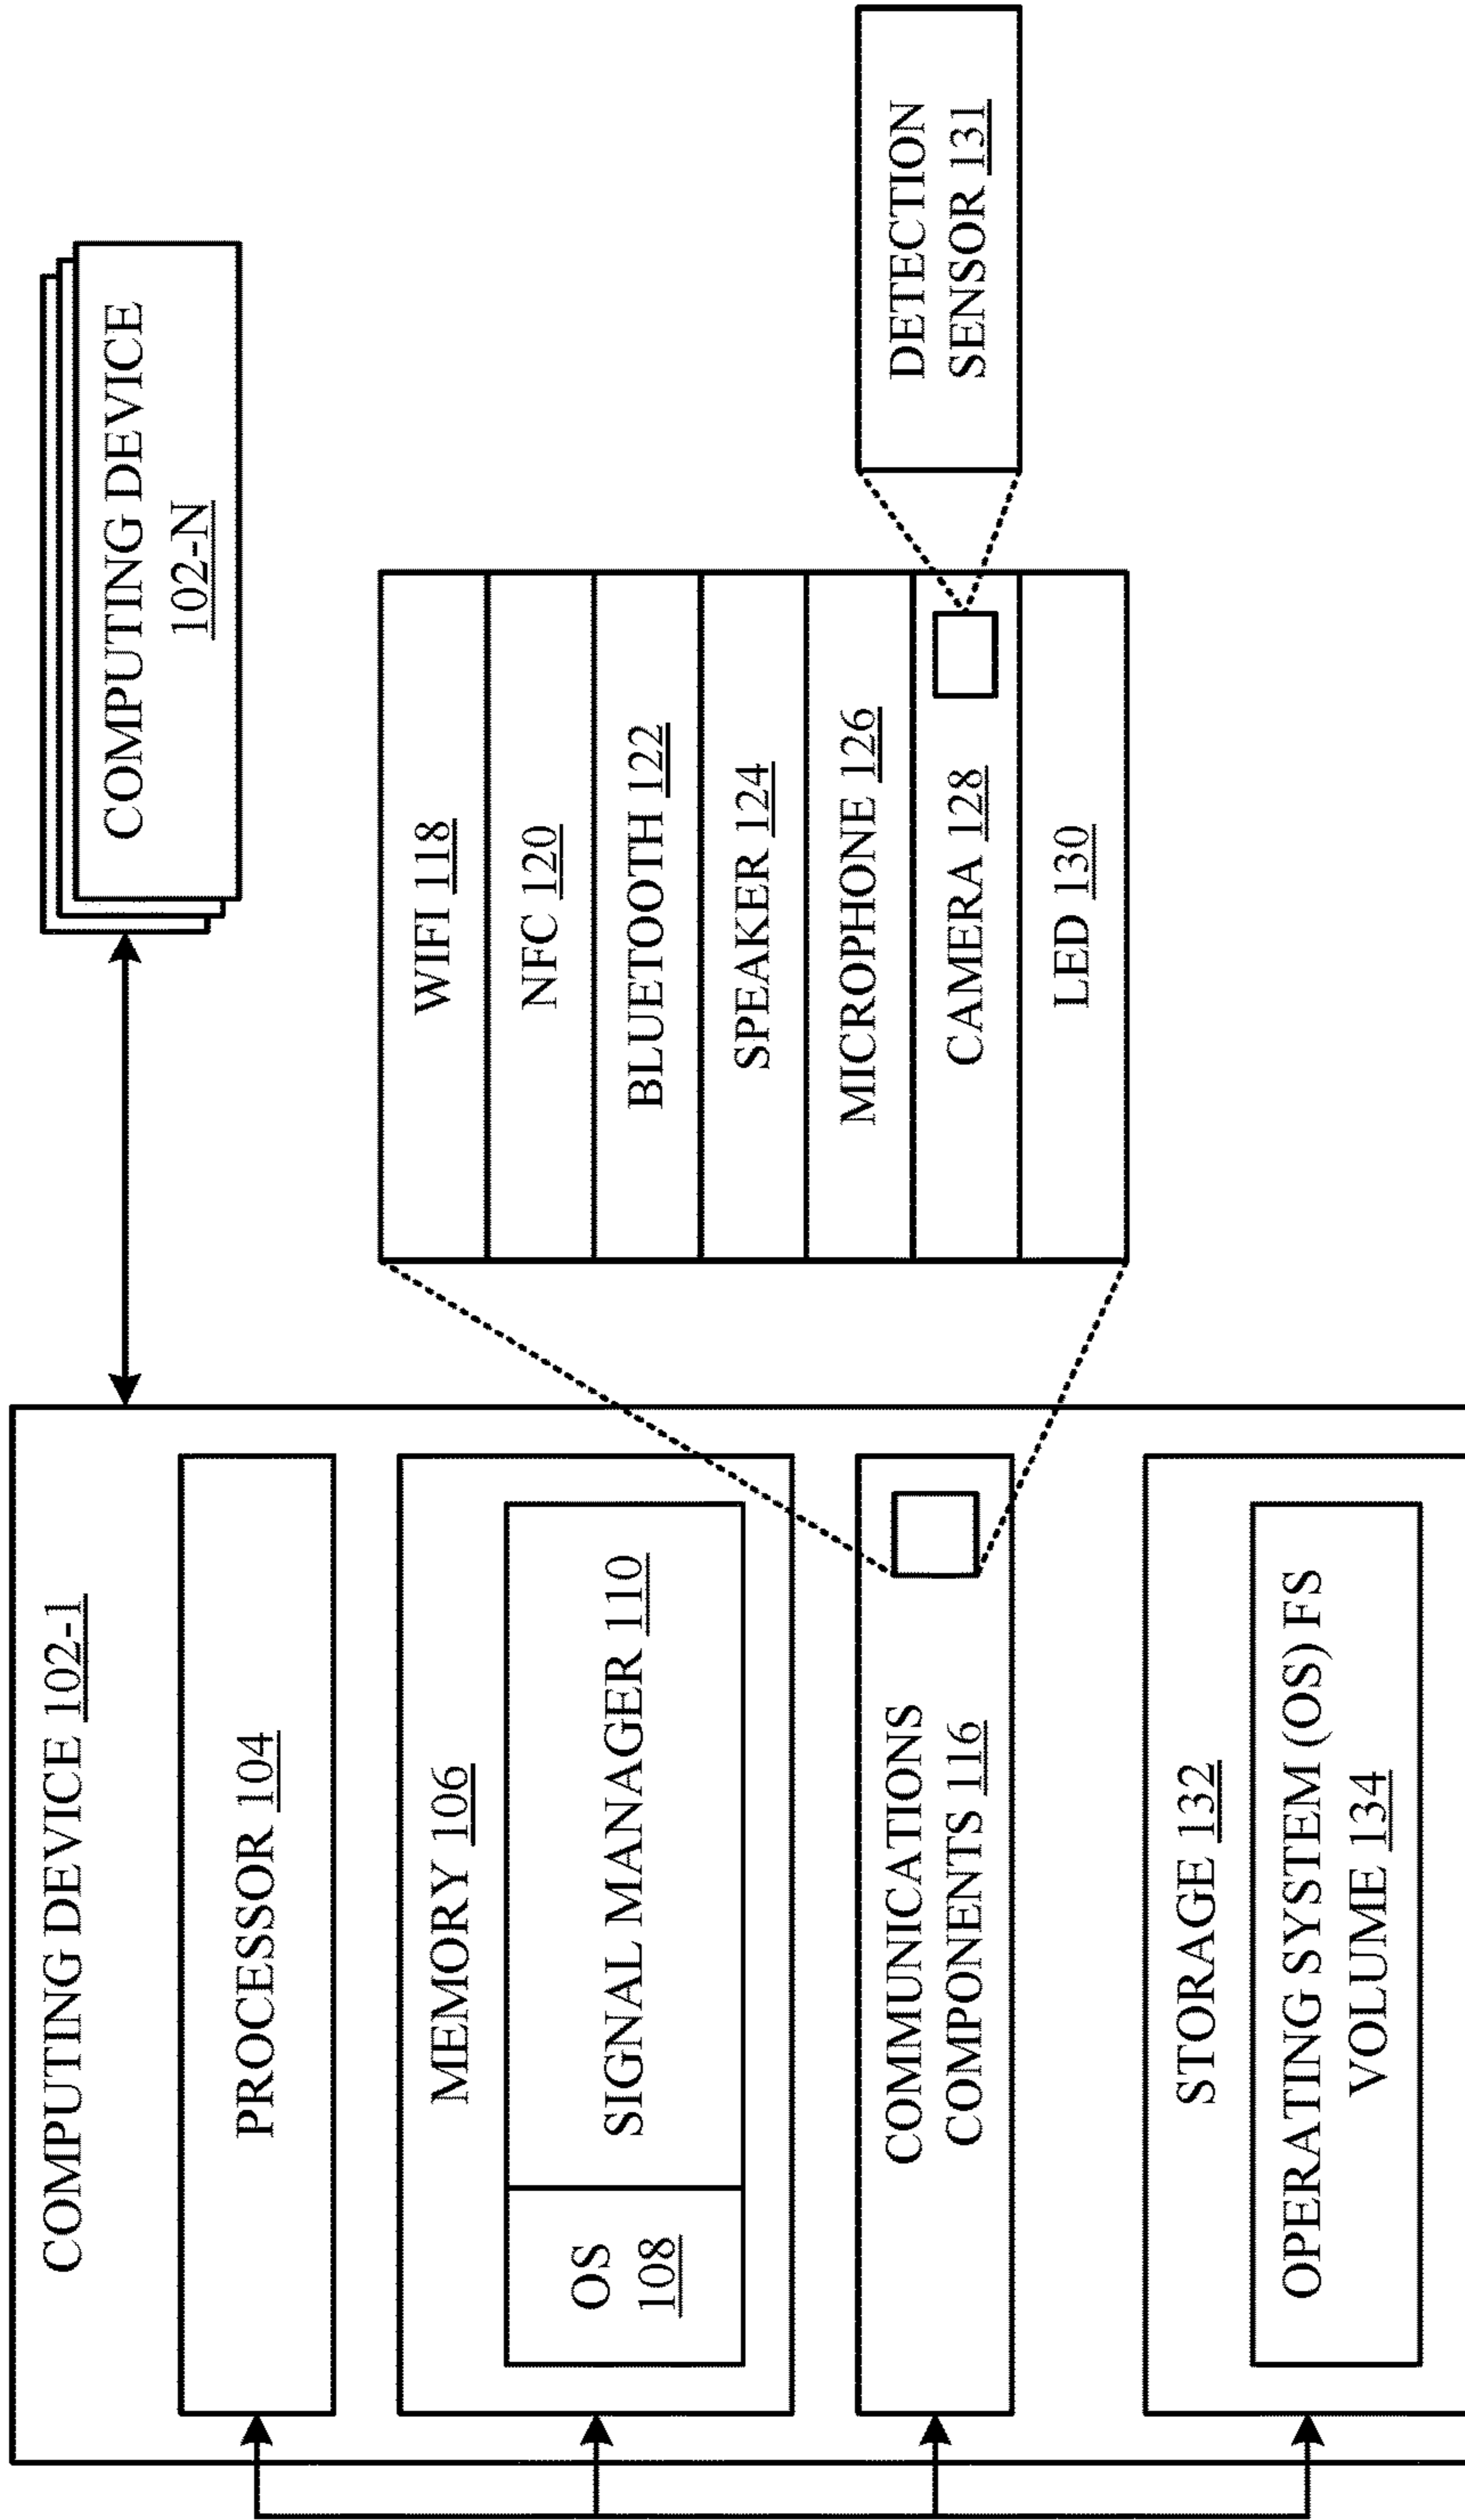 COMPUTING DEVICE 102-1
PROCESSOR 104
MEMORY 106
OS
108
SIGNAL MANAGER 110
COMMUNICATIONS
COMPONENTS 116
STORAGE 132
OPERATING SYSTEM (OS) FS
VOLUME 134
COMPUTING DEVICE
102-N
WIFI 118
NFC 120
BLUETOOTH 122
SPEAKER 124
MICROPHONE 126
CAMERA 128
LED 130
DETECTION
SENSOR 131